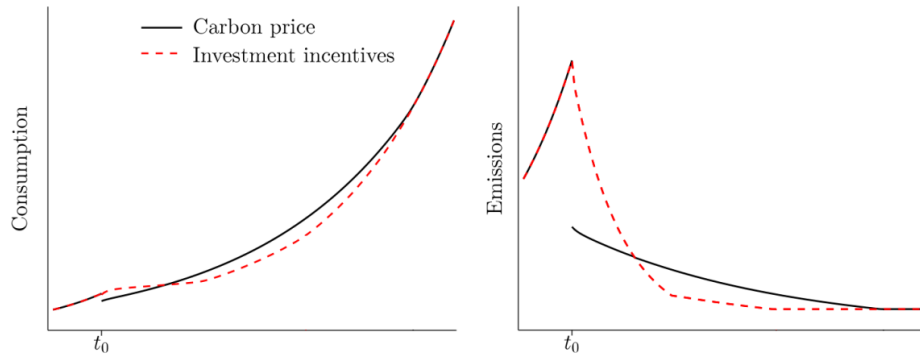 Carbon price
Investment incentives
Consumption
t₀
Emissions
t₀